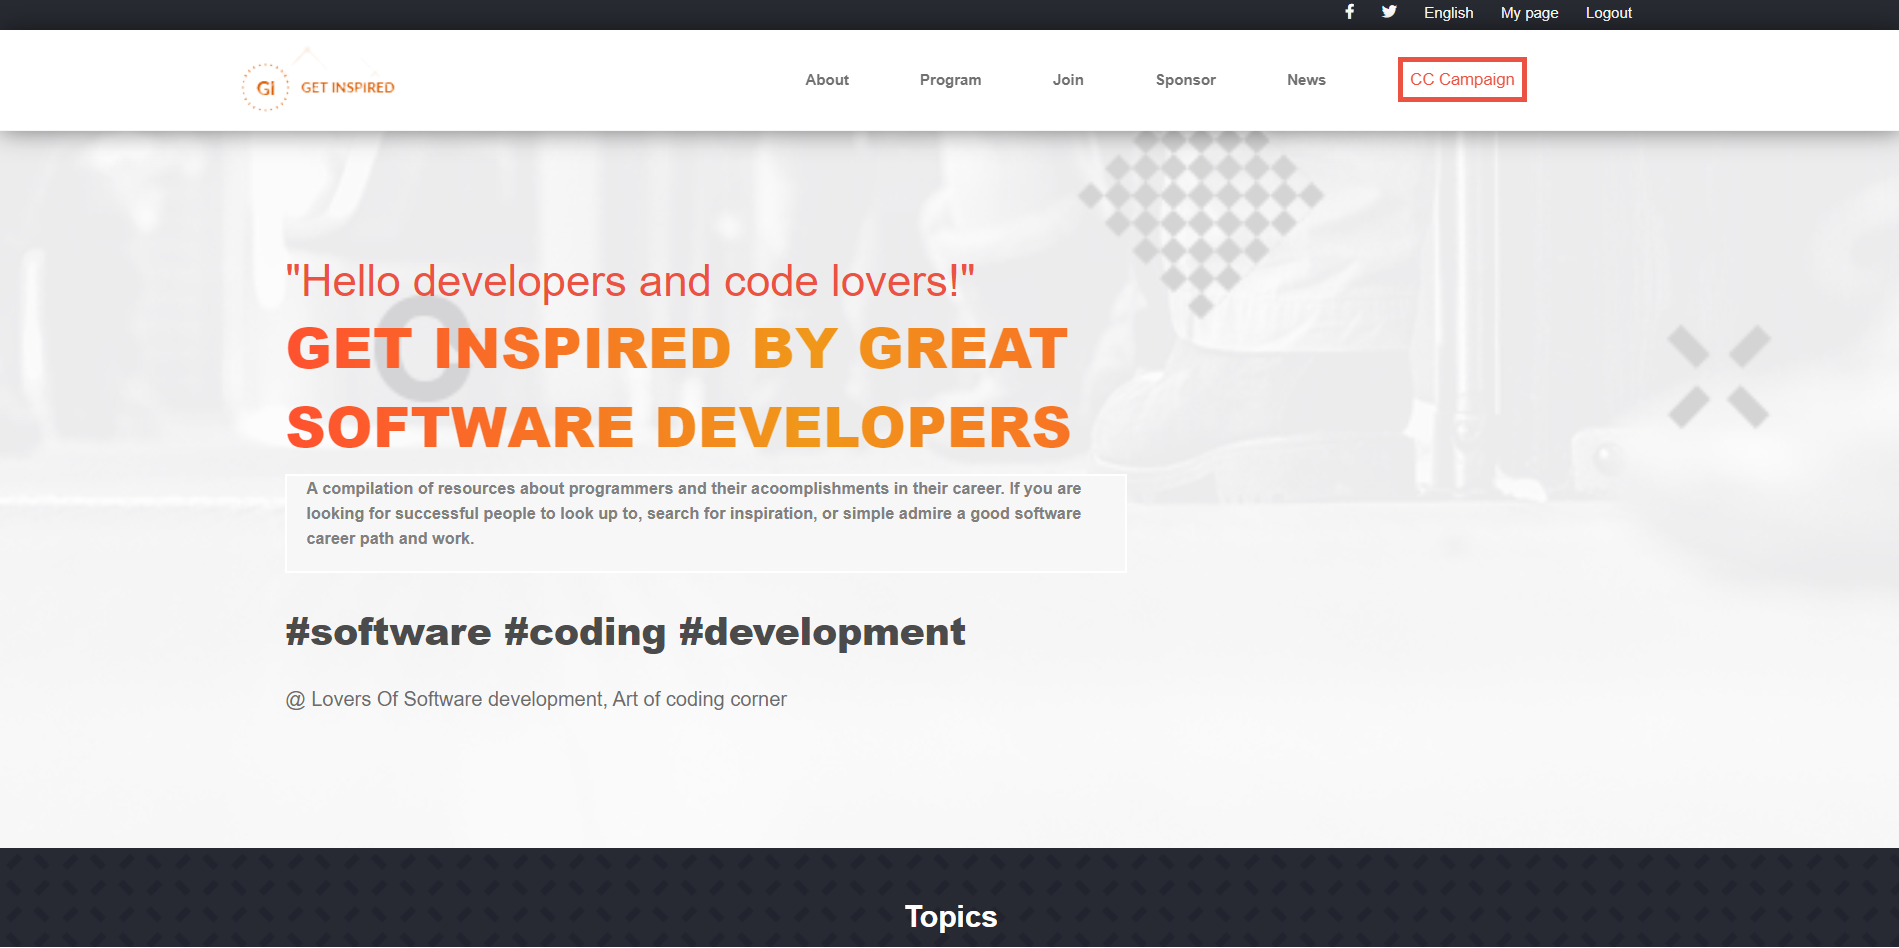 English My page Logout
Gi GET INSPIRED
About Program Join Sponsor News CC Campaign
"Hello developers and code lovers!"
GET INSPIRED BY GREAT
SOFTWARE DEVELOPERS
A compilation of resources about programmers and their acoomplishments in their career. If you are
looking for successful people to look up to, search for inspiration, or simple admire a good software
career path and work.
#software #coding #development
@ Lovers Of Software development, Art of coding corner
Topics